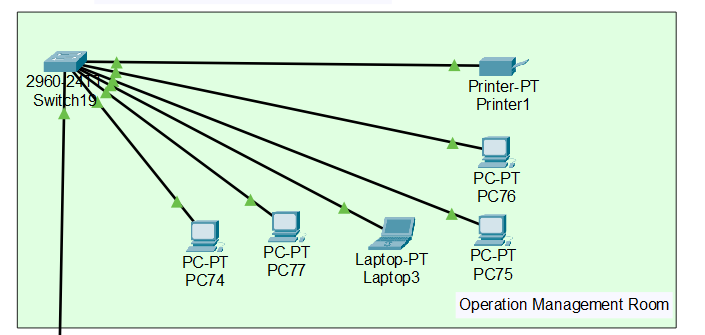 2960-24TT
Switch19
Printer-PT
Printer1
PC-PT
PC76
PC-PT
PC74
PC-PT
PC77
Laptop-PT
Laptop3
PC-PT
PC75
Operation Management Room